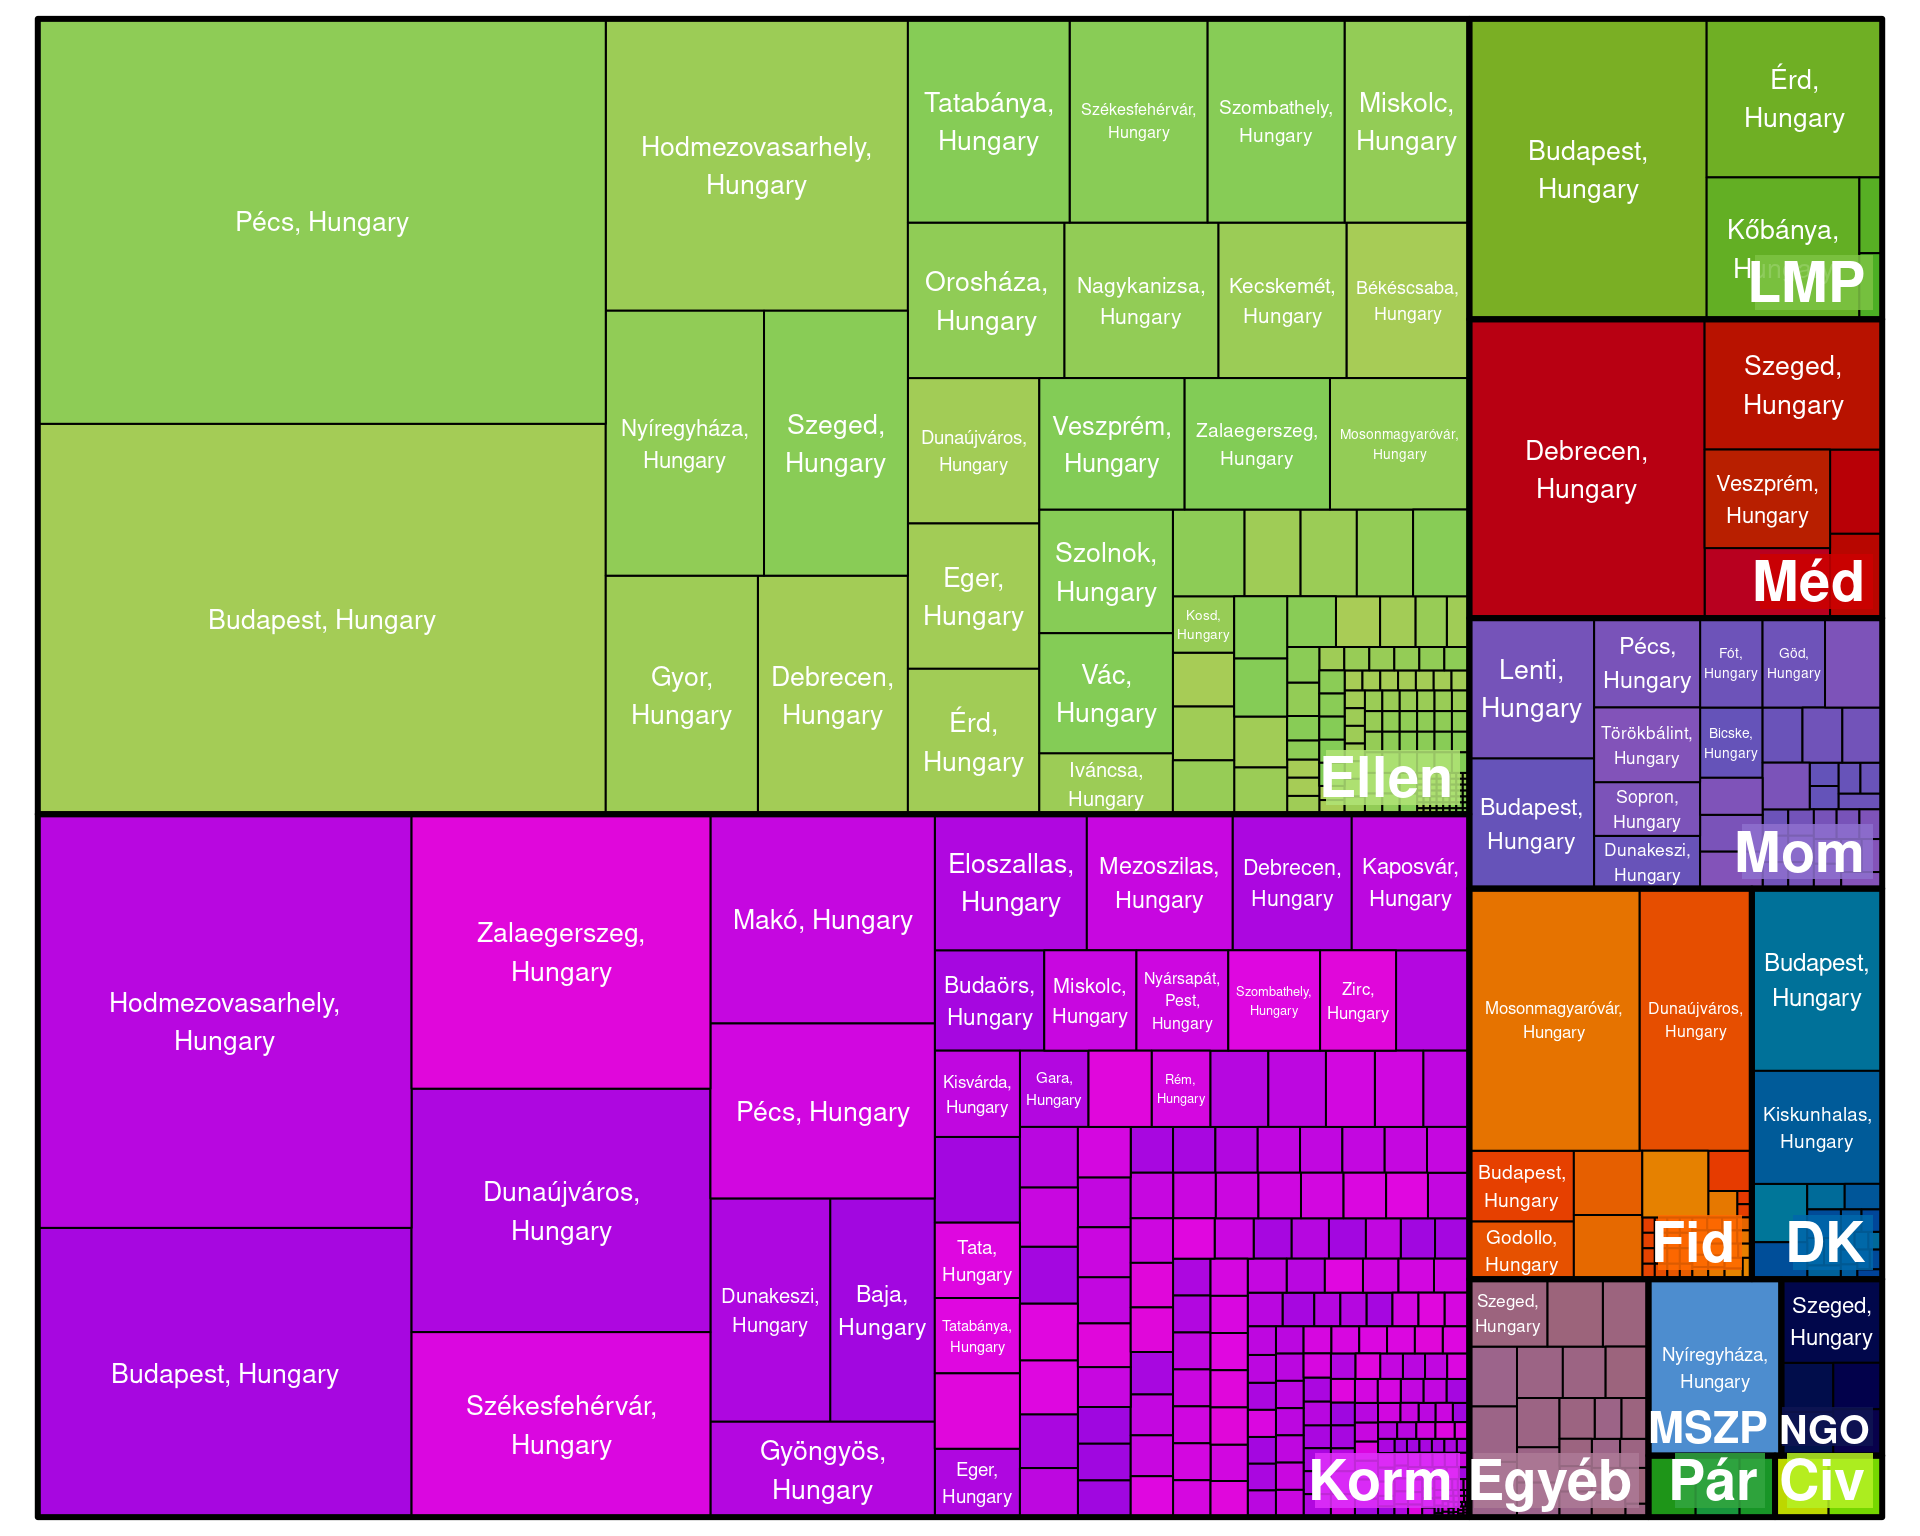 Pécs, Hungary
Budapest, Hungary
Hodmezovasarhely,
Hungary
Nyíregyháza,
Hungary
Szeged,
Hungary
Gyor,
Hungary
Debrecen,
Hungary
Tatabánya,
Hungary
Székesfehérvár,
Hungary
Szombathely,
Hungary
Miskolc,
Hungary
Orosháza,
Hungary
Nagykanizsa,
Hungary
Kecskemét,
Hungary
Békéscsaba,
Hungary
Dunaújváros,
Hungary
Eger,
Hungary
Érd,
Hungary
Veszprém,
Hungary
Zalaegerszeg,
Hungary
Mosonmagyaróvár,
Hungary
Szolnok,
Hungary
Vác,
Hungary
Iváncsa,
Hungary
Kosd,
Hungary
Ellen
Hodmezovasarhely,
Hungary
Budapest, Hungary
Zalaegerszeg,
Hungary
Dunaújváros,
Hungary
Székesfehérvár,
Hungary
Makó, Hungary
Pécs, Hungary
Dunakeszi,
Hungary
Baja,
Hungary
Gyöngyös,
Hungary
Eloszallas,
Hungary
Mezoszilas,
Hungary
Debrecen,
Hungary
Kaposvár,
Hungary
Budaörs,
Hungary
Miskolc,
Hungary
Nyársapát,
Pest,
Hungary
Szombathely,
Hungary
Zirc,
Hungary
Kisvárda,
Hungary
Gara,
Hungary
Rém,
Hungary
Tata,
Hungary
Tatabánya,
Hungary
Eger,
Hungary
Korm
Budapest,
Hungary
Érd,
Hungary
Kőbánya,
Hungary
LMP
Debrecen,
Hungary
Szeged,
Hungary
Veszprém,
Hungary
Méd
Lenti,
Hungary
Budapest,
Hungary
Pécs,
Hungary
Törökbálint,
Hungary
Sopron,
Hungary
Dunakeszi,
Hungary
Fót,
Hungary
Göd,
Hungary
Bicske,
Hungary
Mom
Mosonmagyaróvár,
Hungary
Dunaújváros,
Hungary
Budapest,
Hungary
Godollo,
Hungary
Fid
Budapest,
Hungary
Kiskunhalas,
Hungary
DK
Szeged,
Hungary
Egyéb
Nyíregyháza,
Hungary
MSZP
Szeged,
Hungary
NGO
Pár
Civ